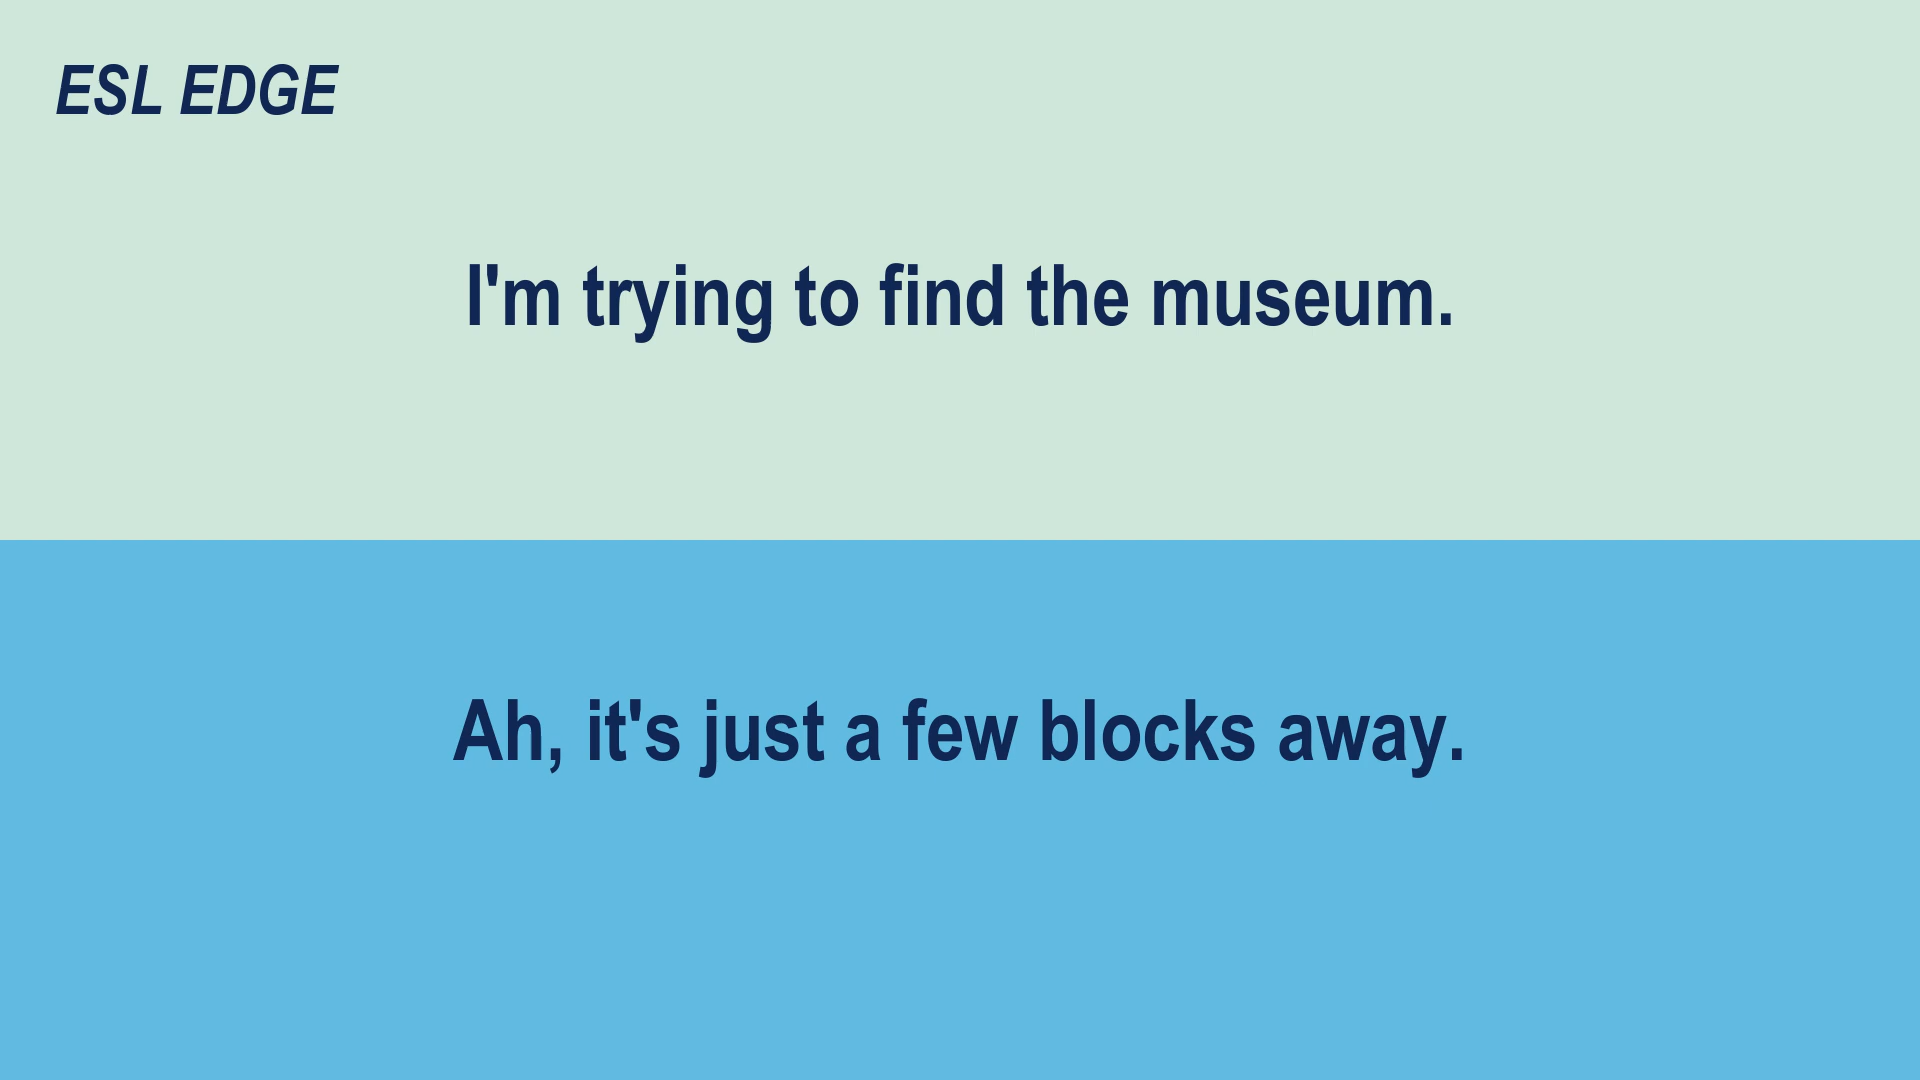 ESL EDGE
I'm trying to find the museum.
Ah, it's just a few blocks away.